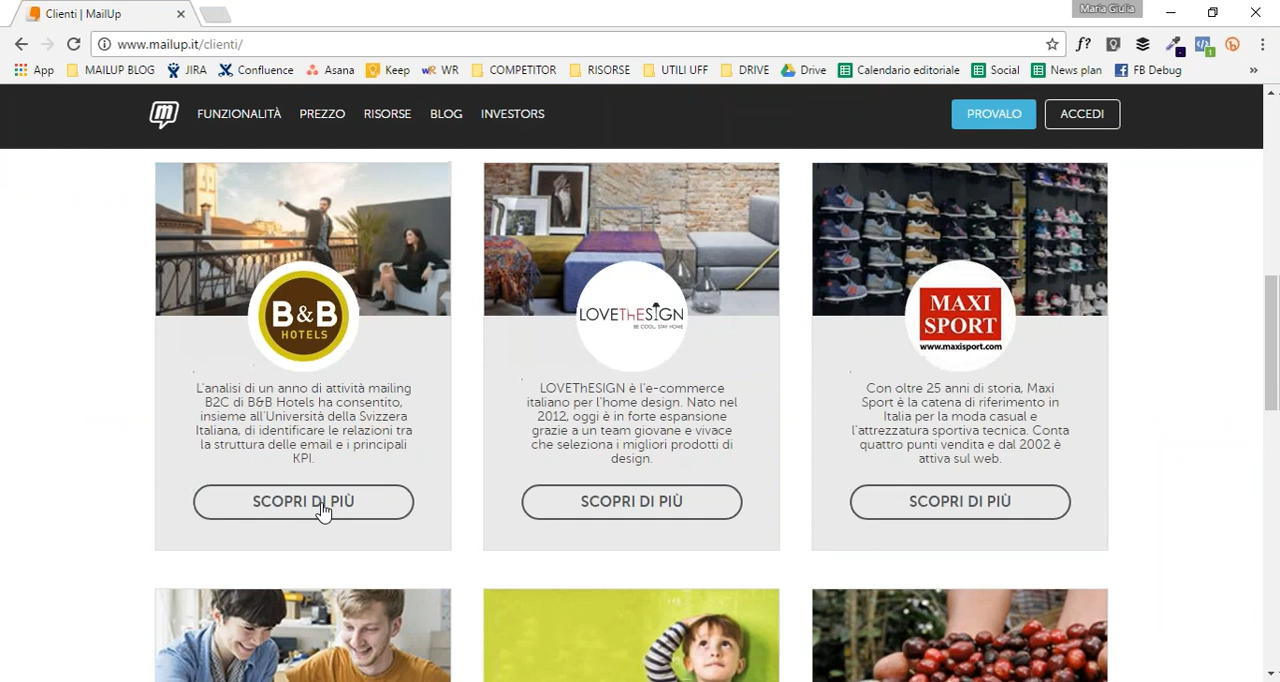 Clienti | MailUp
Maria Giulia
www.mailup.it/clienti/
f?
1
App MAILUP BLOG JIRA Confluence Asana Keep WR WR COMPETITOR RISORSE UTILI UFF DRIVE Drive Calendario editoriale Social News plan FB Debug »
FUNZIONALITÀ PREZZO RISORSE BLOG INVESTORS PROVALO ACCEDI
B&B
HOTELS
LOVETheSIGN
BE COOL, STAY HOME
MAXI
SPORT
www.maxisport.com
L'analisi di un anno di attività mailing
B2C di B&B Hotels ha consentito,
insieme all'Università della Svizzera
Italiana, di identificare le relazioni tra
la struttura delle email e i principali
KPI.
SCOPRI DI PIÙ
LOVEThESIGN è l'e-commerce
italiano per l'home design. Nato nel
2012, oggi è in forte espansione
grazie a un team giovane e vivace
che seleziona i migliori prodotti di
design.
SCOPRI DI PIÙ
Con oltre 25 anni di storia, Maxi
Sport è la catena di riferimento in
Italia per la moda casual e
l'attrezzatura sportiva tecnica. Conta
quattro punti vendita e dal 2002 è
attiva sul web.
SCOPRI DI PIÙ